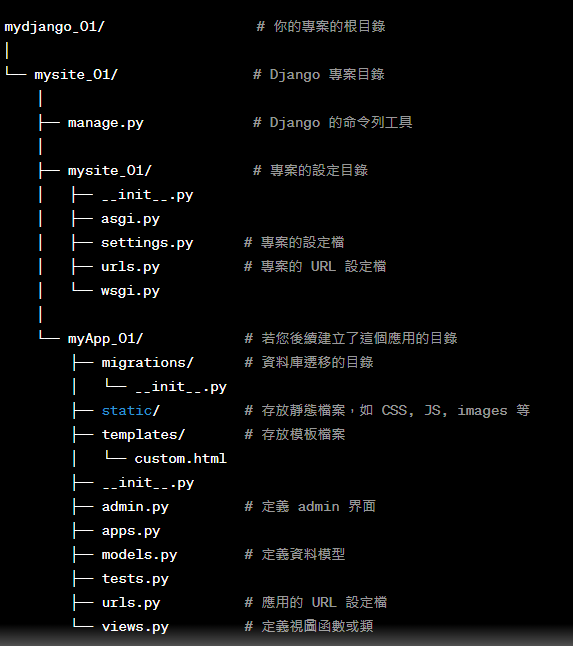 mydjango_01/                   # 你的專案的根目錄
│
└── mysite_01/                 # Django 專案目錄
    │
    ├── manage.py              # Django 的命令列工具
    │
    ├── mysite_01/             # 專案的設定目錄
    │   ├── __init__.py
    │   ├── asgi.py
    │   ├── settings.py       # 專案的設定檔
    │   ├── urls.py           # 專案的 URL 設定檔
    │   └── wsgi.py
    │
    └── myApp_01/             # 若您後續建立了這個應用的目錄
        ├── migrations/       # 資料庫遷移的目錄
        │   └── __init__.py
        ├── static/           # 存放靜態檔案，如 CSS, JS, images 等
        ├── templates/        # 存放模板檔案
        │   └── custom.html
        ├── __init__.py
        ├── admin.py          # 定義 admin 界面
        ├── apps.py
        ├── models.py         # 定義資料模型
        ├── tests.py
        ├── urls.py           # 應用的 URL 設定檔
        └── views.py          # 定義視圖函數或類